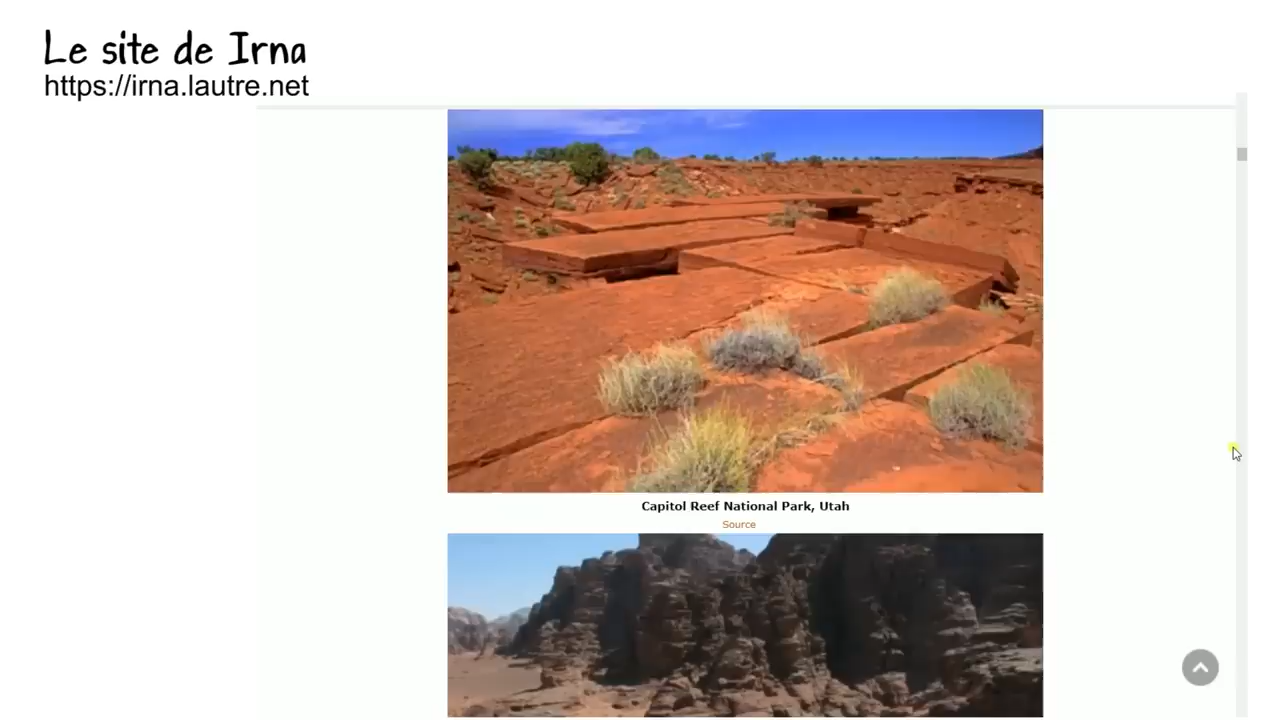 Le site de Irna
https://irna.lautre.net
Capitol Reef National Park, Utah
Source